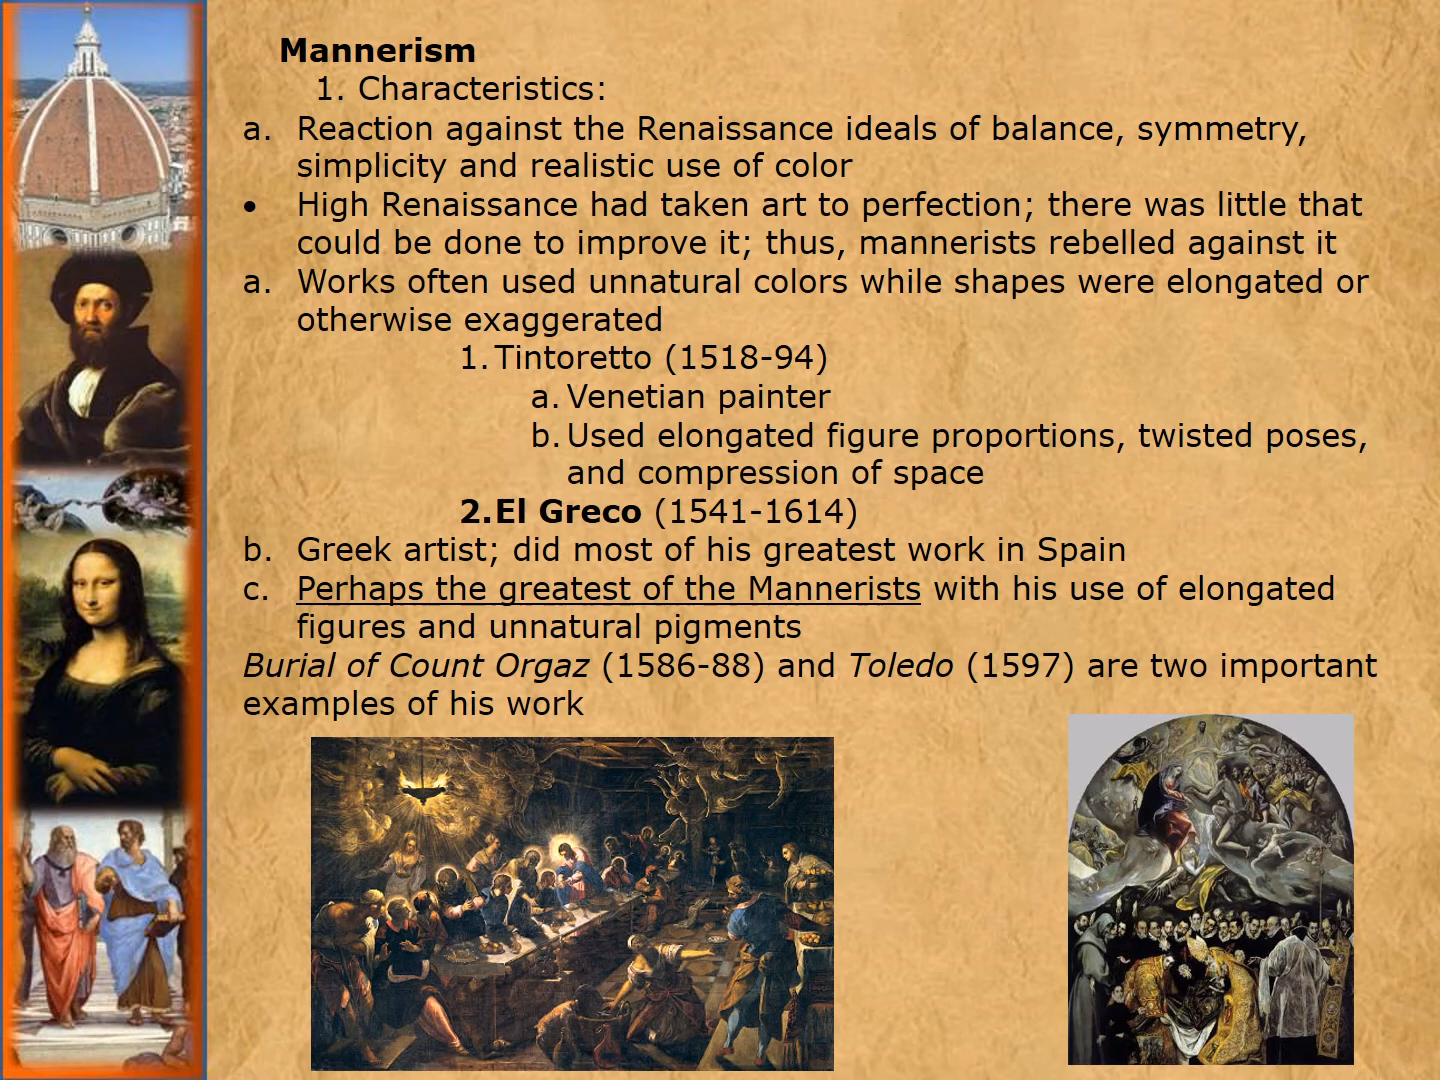 Mannerism
1. Characteristics:
a. Reaction against the Renaissance ideals of balance, symmetry,
simplicity and realistic use of color
• High Renaissance had taken art to perfection; there was little that
could be done to improve it; thus, mannerists rebelled against it
a. Works often used unnatural colors while shapes were elongated or
otherwise exaggerated
1. Tintoretto (1518-94)
a. Venetian painter
b. Used elongated figure proportions, twisted poses,
and compression of space
2. El Greco (1541-1614)
b. Greek artist; did most of his greatest work in Spain
c. Perhaps the greatest of the Mannerists with his use of elongated
figures and unnatural pigments
Burial of Count Orgaz (1586-88) and Toledo (1597) are two important
examples of his work